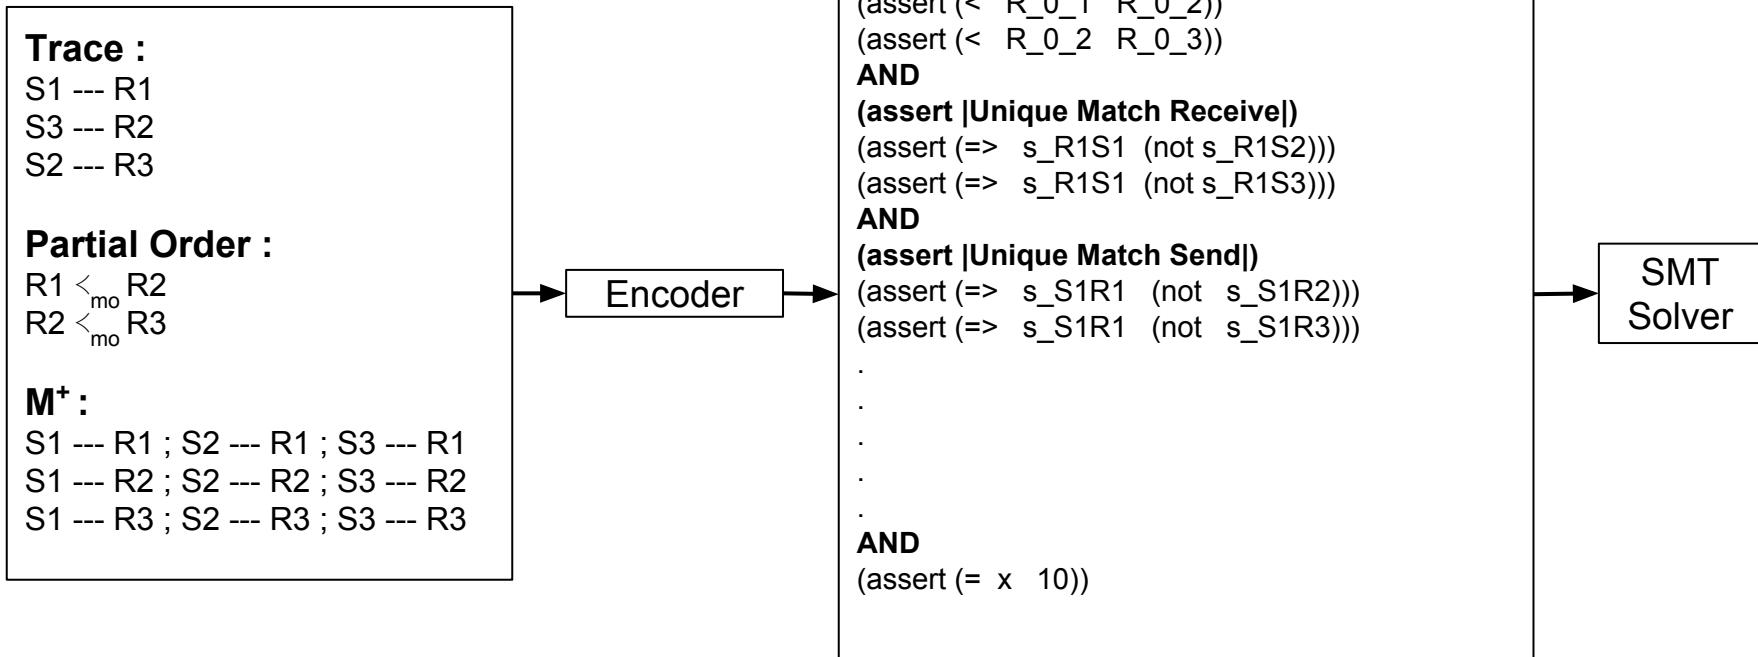 Trace :
S1 --- R1
S3 --- R2
S2 --- R3
Partial Order :
R1 <mo R2
R2 <mo R3
M+ :
S1 --- R1 ; S2 --- R1 ; S3 --- R1
S1 --- R2 ; S2 --- R2 ; S3 --- R2
S1 --- R3 ; S2 --- R3 ; S3 --- R3
Encoder
(assert (< R_0_1 R_0_2))
(assert (< R_0_2 R_0_3))
AND
(assert |Unique Match Receive|)
(assert (=> s_R1S1 (not s_R1S2)))
(assert (=> s_R1S1 (not s_R1S3)))
AND
(assert |Unique Match Send|)
(assert (=> s_S1R1 (not s_S1R2)))
(assert (=> s_S1R1 (not s_S1R3)))
.
.
.
.
.
AND
(assert (= x 10))
SMT
Solver